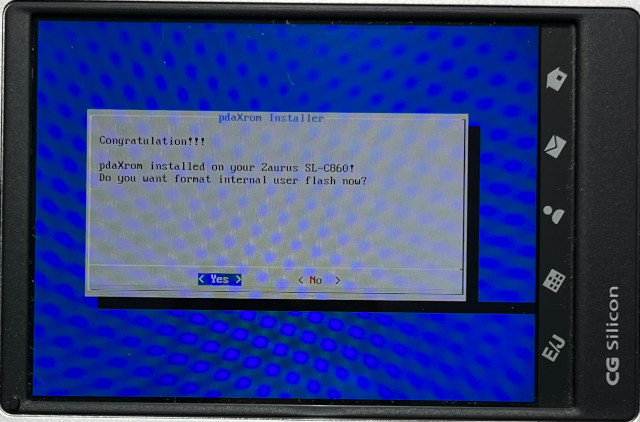 pdaXrom Installer
Congratulation!!!
pdaXrom installed on your Zaurus SL-C860!
Do you want format internal user flash now?
< Yes >
< No >
E/J
CG Silicon